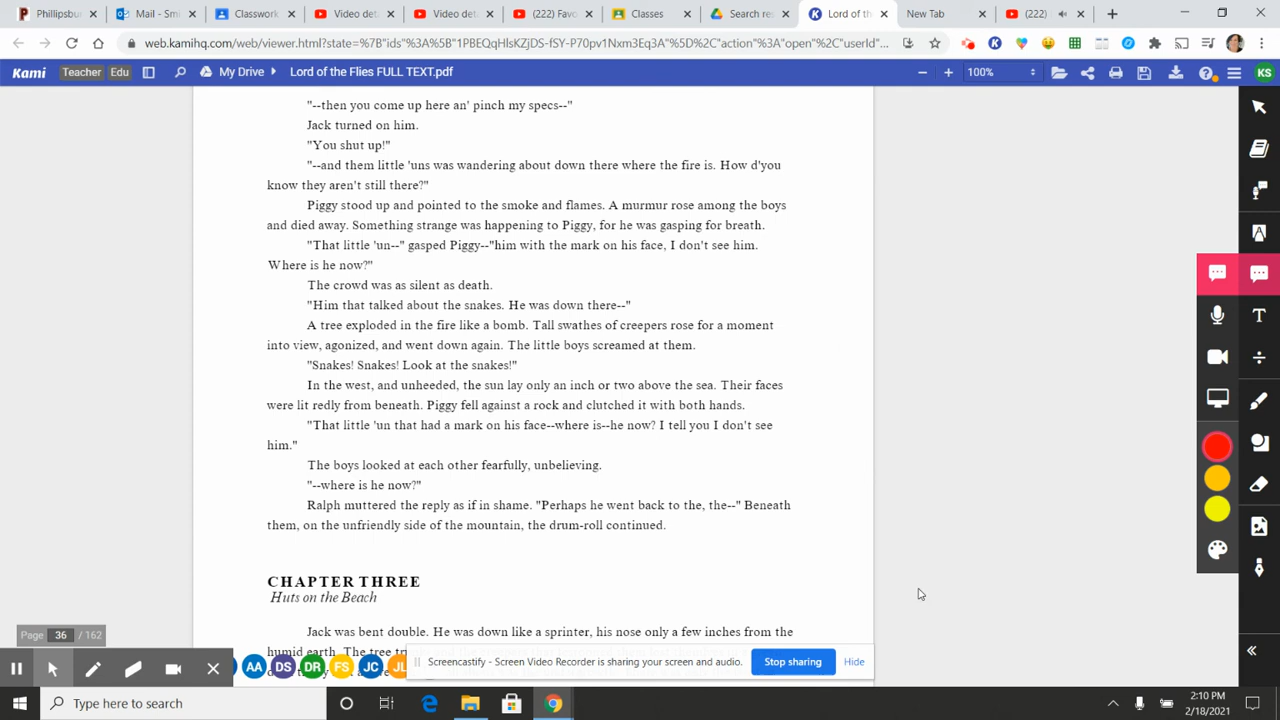 Phillipsbu
Mail - Smi
Classwork
Video det
Video det
(222) Favo
Classes
Search res
Lord of th
New Tab
(222)
web.kamihq.com/web/viewer.html?state=%7B"ids"%3A%5B"1PBEQqHlsKZjDS-fSY-P70pv1Nxm3Eq3A"%5D%2C"action"%3A"open"%2C"userId"...
Kami Teacher Edu My Drive Lord of the Flies FULL TEXT.pdf 100% KS
"--then you come up here an' pinch my specs--"
Jack turned on him.
"You shut up!"
"--and them little 'uns was wandering about down there where the fire is. How d'you
know they aren't still there?"
Piggy stood up and pointed to the smoke and flames. A murmur rose among the boys
and died away. Something strange was happening to Piggy, for he was gasping for breath.
"That little 'un--" gasped Piggy--"him with the mark on his face, I don't see him.
Where is he now?"
The crowd was as silent as death.
"Him that talked about the snakes. He was down there--"
A tree exploded in the fire like a bomb. Tall swathes of creepers rose for a moment
into view, agonized, and went down again. The little boys screamed at them.
"Snakes! Snakes! Look at the snakes!"
In the west, and unheeded, the sun lay only an inch or two above the sea. Their faces
were lit redly from beneath. Piggy fell against a rock and clutched it with both hands.
"That little 'un that had a mark on his face--where is--he now? I tell you I don't see
him."
The boys looked at each other fearfully, unbelieving.
"--where is he now?"
Ralph muttered the reply as if in shame. "Perhaps he went back to the, the--" Beneath
them, on the unfriendly side of the mountain, the drum-roll continued.
CHAPTER THREE
Huts on the Beach
Jack was bent double. He was down like a sprinter, his nose only a few inches from the
humid earth. The tree
Page 36 / 162
AA DS DR FS JC JL
Screencastify - Screen Video Recorder is sharing your screen and audio. Stop sharing Hide
Type here to search
2:10 PM
2/18/2021